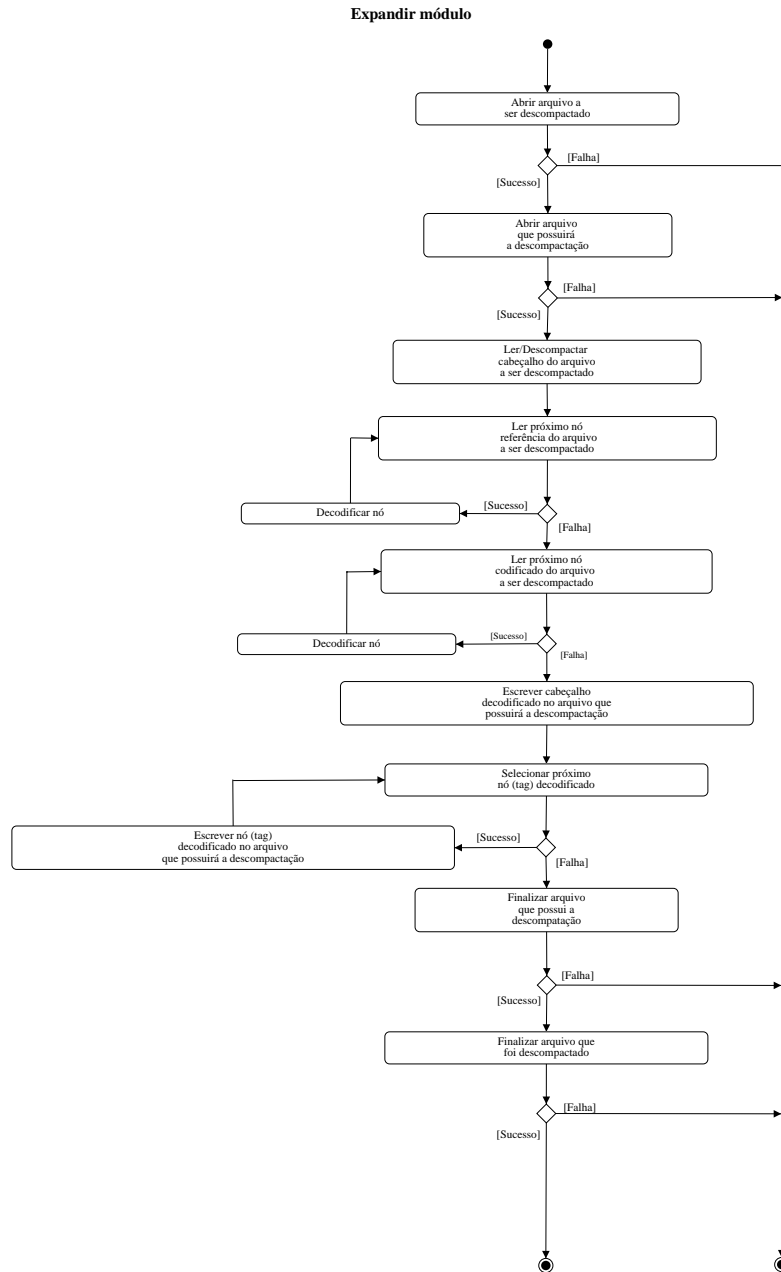 Expandir módulo
Abrir arquivo a
ser descompactado
[Falha]
[Sucesso]
Abrir arquivo
que possuirá
a descompactação
[Falha]
[Sucesso]
Ler/Descompactar
cabeçalho do arquivo
a ser descompactado
Ler próximo nó
referência do arquivo
a ser descompactado
[Sucesso]
Decodificar nó
[Falha]
Ler próximo nó
codificado do arquivo
a ser descompactado
[Sucesso]
Decodificar nó
[Falha]
Escrever cabeçalho
decodificado no arquivo que
possuirá a descompactação
Selecionar próximo
nó (tag) decodificado
[Sucesso]
Escrever nó (tag)
decodificado no arquivo
que possuirá a descompactação
[Falha]
Finalizar arquivo
que possui a
descompatação
[Falha]
[Sucesso]
Finalizar arquivo que
foi descompactado
[Falha]
[Sucesso]